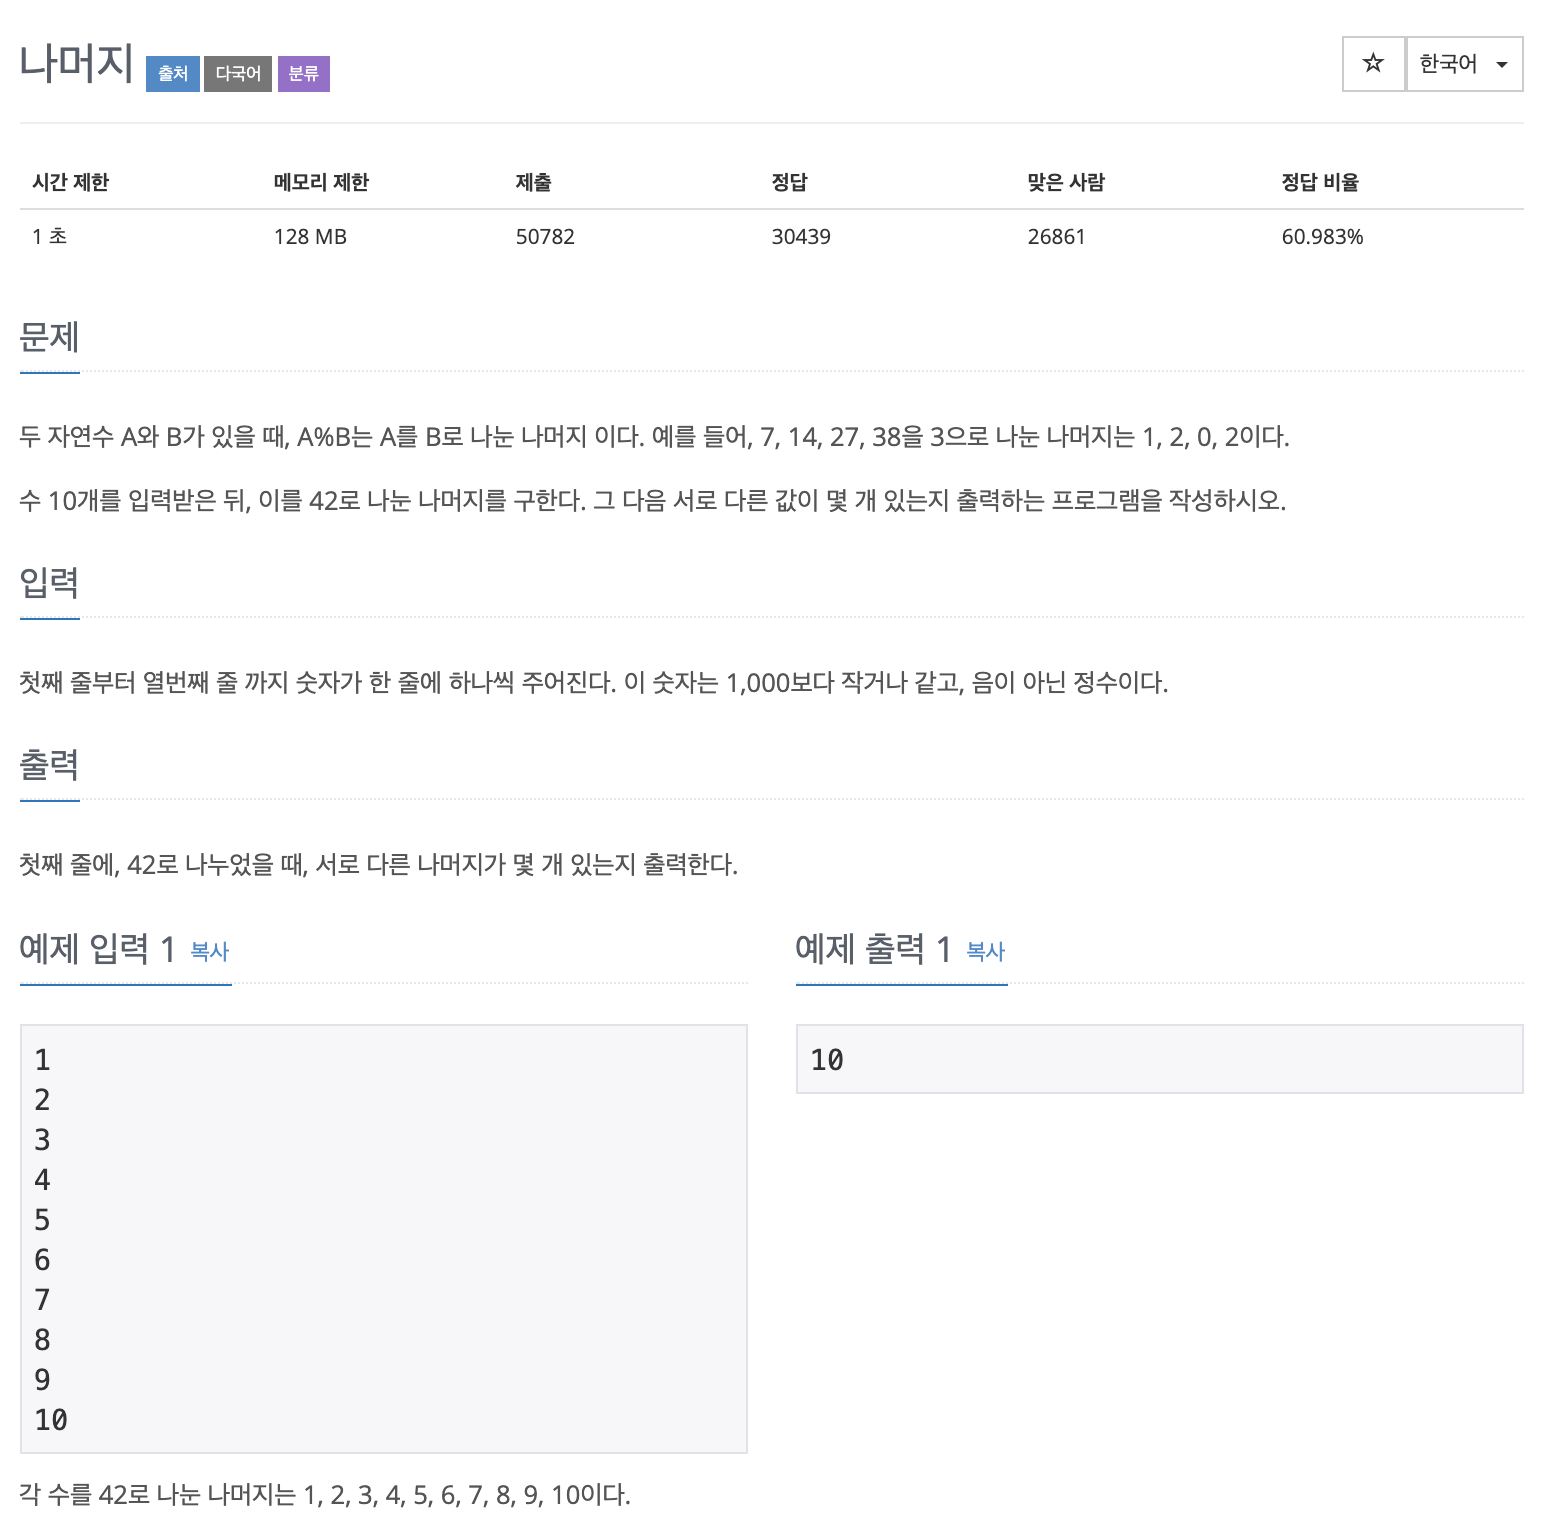 나머지 출처 다국어 분류 ☆ 한국어
시간 제한 메모리 제한 제출 정답 맞은 사람 정답 비율
1 초 128 MB 50782 30439 26861 60.983%
문제
두 자연수 A와 B가 있을 때, A%B는 A를 B로 나눈 나머지 이다. 예를 들어, 7, 14, 27, 38을 3으로 나눈 나머지는 1, 2, 0, 2이다.
수 10개를 입력받은 뒤, 이를 42로 나눈 나머지를 구한다. 그 다음 서로 다른 값이 몇 개 있는지 출력하는 프로그램을 작성하시오.
입력
첫째 줄부터 열번째 줄 까지 숫자가 한 줄에 하나씩 주어진다. 이 숫자는 1,000보다 작거나 같고, 음이 아닌 정수이다.
출력
첫째 줄에, 42로 나누었을 때, 서로 다른 나머지가 몇 개 있는지 출력한다.
예제 입력 1 복사
1
2
3
4
5
6
7
8
9
10
각 수를 42로 나눈 나머지는 1, 2, 3, 4, 5, 6, 7, 8, 9, 10이다.
예제 출력 1 복사
10